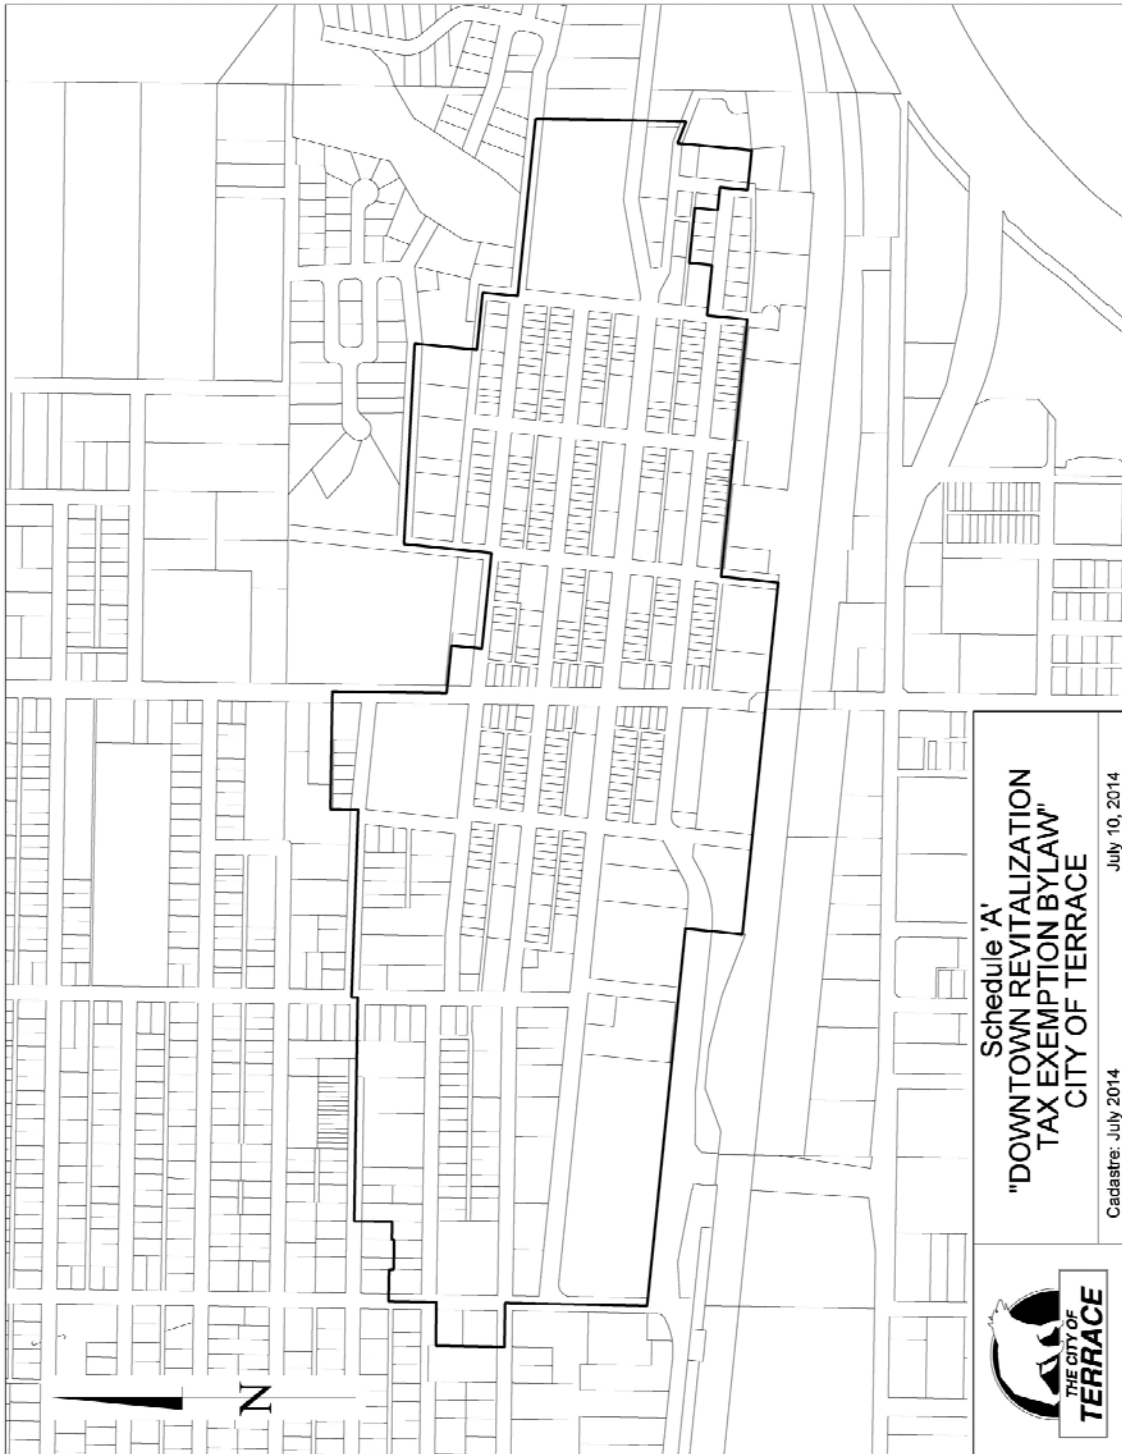 N
Schedule 'A'
"DOWNTOWN REVITALIZATION
TAX EXEMPTION BYLAW"
CITY OF TERRACE
Cadastre: July 2014
July 10, 2014
THE CITY OF
TERRACE